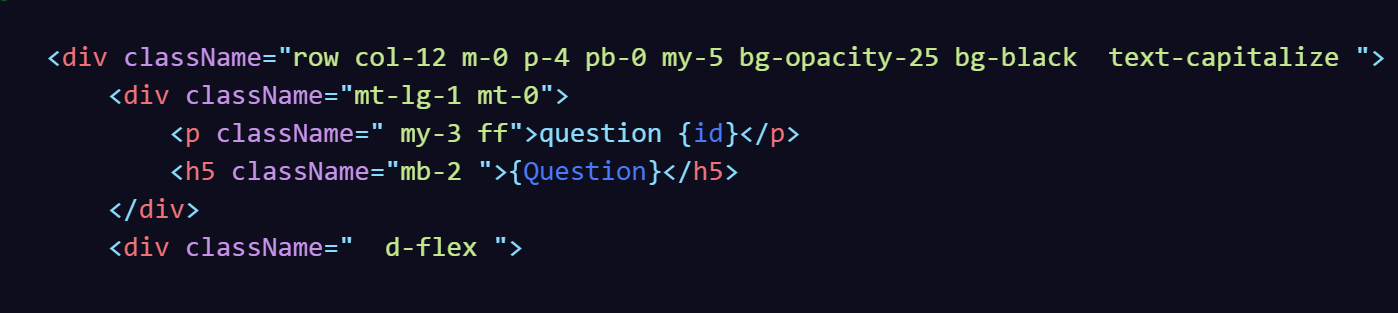 <div className="row col-12 m-0 p-4 pb-0 my-5 bg-opacity-25 bg-black  text-capitalize ">
    <div className="mt-lg-1 mt-0">
        <p className=" my-3 ff">question {id}</p>
        <h5 className="mb-2 ">{Question}</h5>
    </div>
    <div className="  d-flex ">